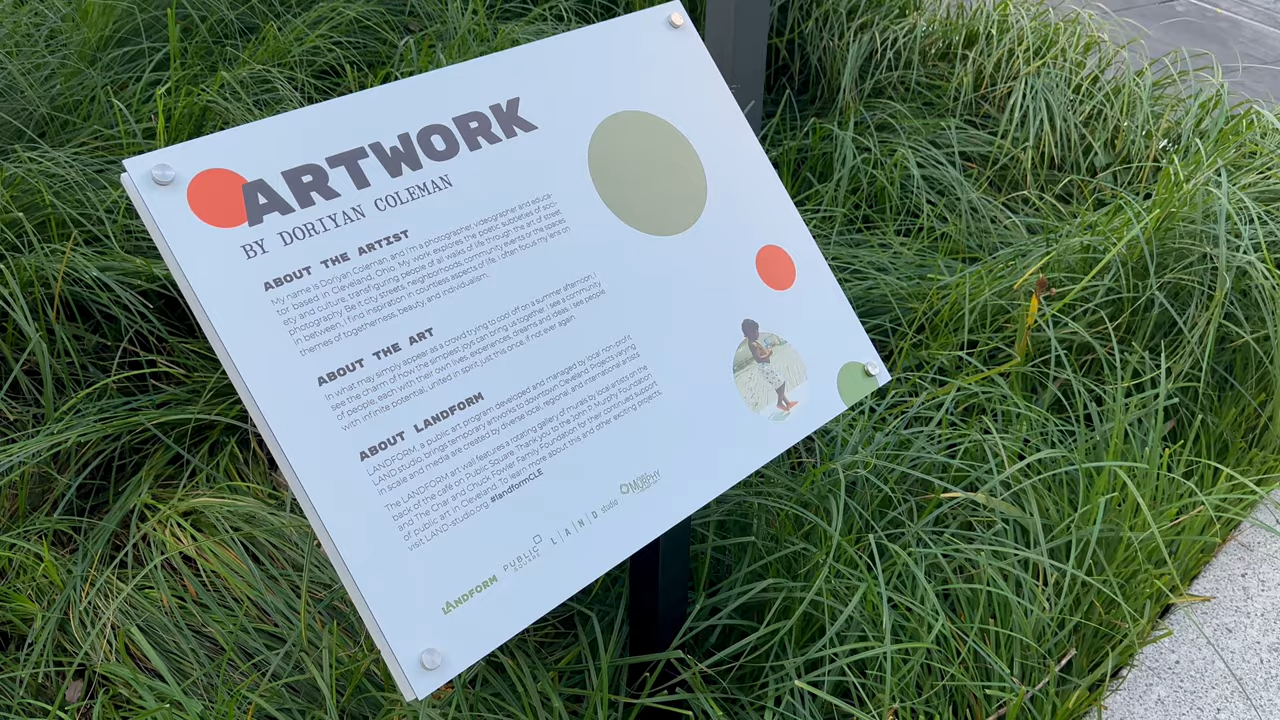 ARTWORK
BY DORIYAN COLEMAN
ABOUT THE ARTIST
My name is Doriyan Coleman, and I'm a photographer, videographer and educa-
tor based in Cleveland, Ohio. My work explores the poetic subtleties of soci-
ety and culture, transfiguring people of all walks of life through the art of street
photography. Be it city streets, neighborhoods, community events or the spaces
in between, I find inspiration in countless aspects of life. I often focus my lens on
themes of togetherness, beauty and individualism.
ABOUT THE ART
In what may simply appear as a crowd trying to cool off on a summer afternoon, I
see the charm of how the simplest joys can bring us together. I see a community
of people, each with their own lives, experiences, dreams and ideas. I see people
with infinite potential, united in spirit just this once, if not ever again.
ABOUT LANDFORM
LANDFORM, a public art program developed and managed by local non-profit
LAND studio, brings temporary artworks to downtown Cleveland. Projects varying
in scale and media are created by diverse local, regional, and international artists.
The LANDFORM art wall features a rotating gallery of murals by local artists on the
back of the café on Public Square. Thank you to the John P. Murphy Foundation
and The Char and Chuck Fowler Family Foundation for their continued support
of public art in Cleveland. To learn more about this and other exciting projects,
visit LAND-studio.org #landformCLE
LANDFORM
PUBLIC
SQUARE
L|A|N|D studio
MURPHY